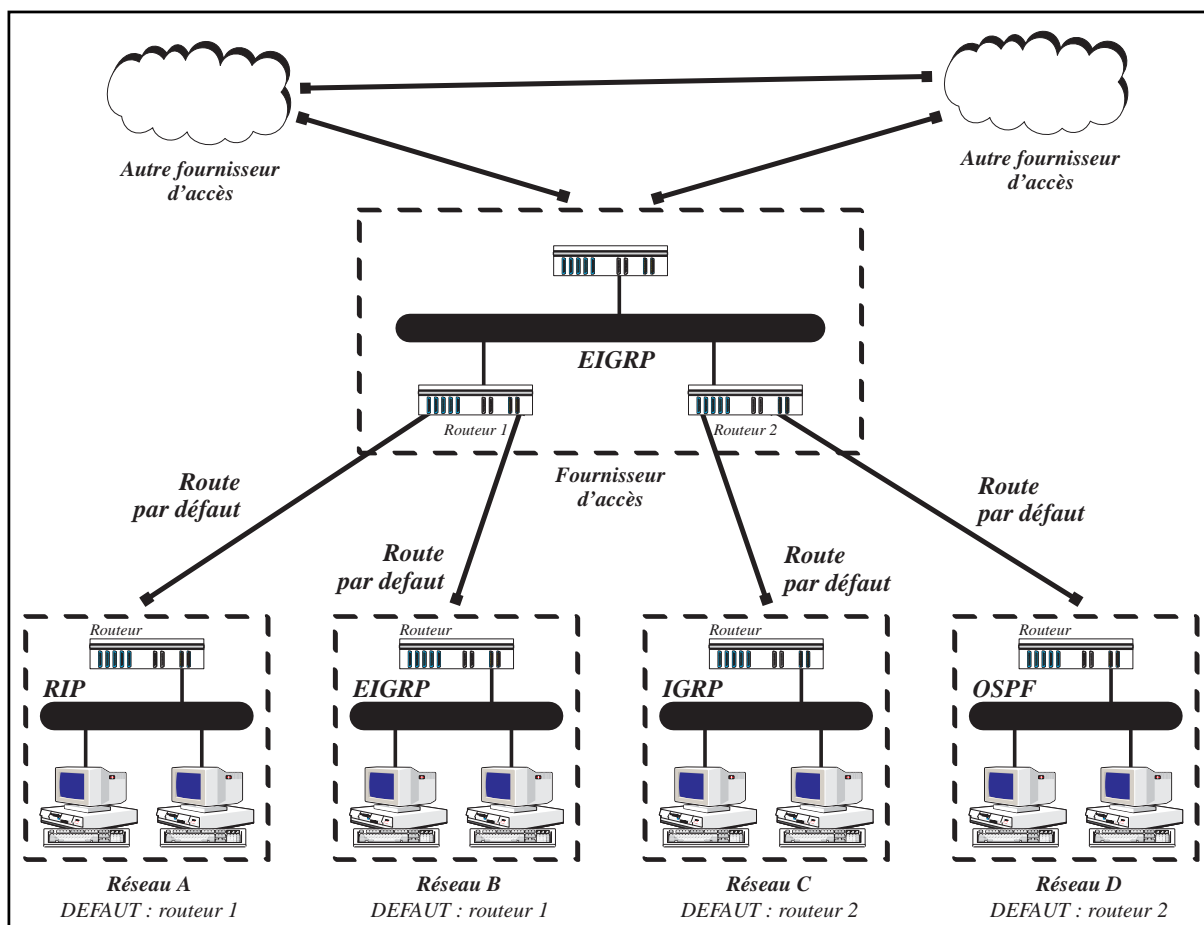 Autre fournisseur
d'accès
Autre fournisseur
d'accès
EIGRP
Routeur 1
Routeur 2
Fournisseur
d'accès
Route
par défaut
Route
par defaut
Route
par défaut
Route
par défaut
Routeur
RIP
Réseau A
DEFAUT : routeur 1
Routeur
EIGRP
Réseau B
DEFAUT : routeur 1
Routeur
IGRP
Réseau C
DEFAUT : routeur 2
Routeur
OSPF
Réseau D
DEFAUT : routeur 2